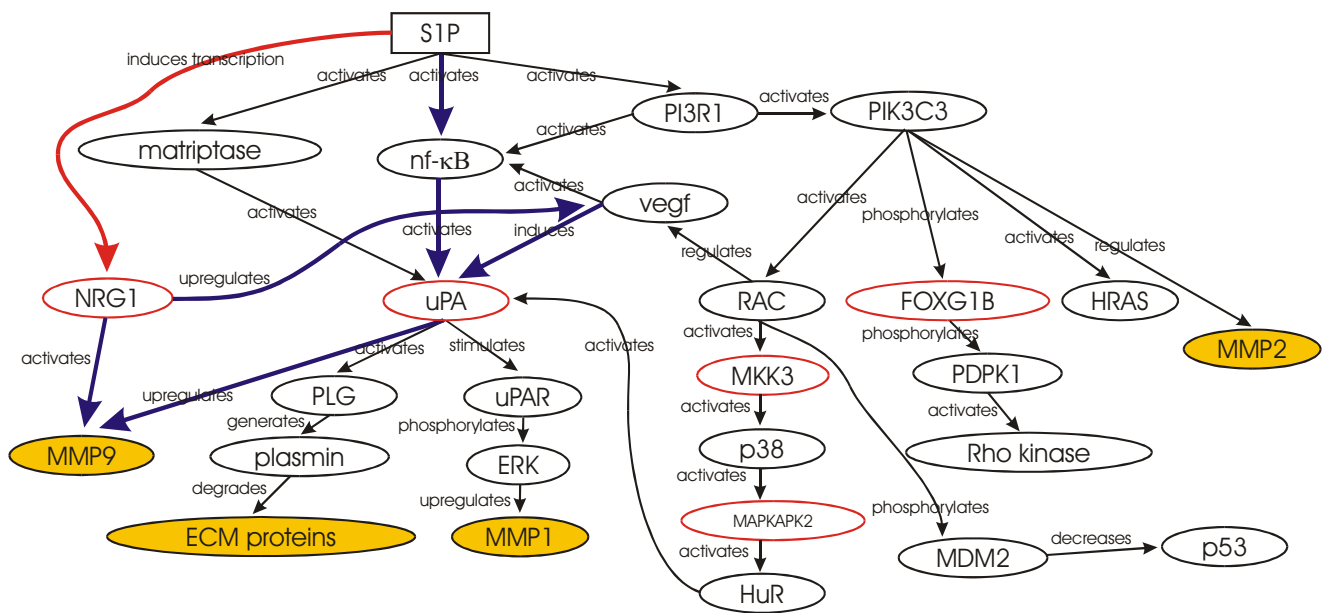 S1P
induces transcription
activates
activates
activates
PI3R1
activates
PIK3C3
matriptase
nf-κB
activates
activates
vegf
activates
activates
induces
activates
phosphorylates
activates
regulates
regulates
NRG1
upregulates
uPA
RAC
FOXG1B
HRAS
activates
activates
stimulates
activates
activates
phosphorylates
MMP2
upregulates
PLG
uPAR
MKK3
PDPK1
generates
phosphorylates
activates
activates
MMP9
plasmin
ERK
p38
Rho kinase
degrades
upregulates
activates
phosphorylates
ECM proteins
MMP1
MAPKAPK2
activates
MDM2
decreases
p53
HuR